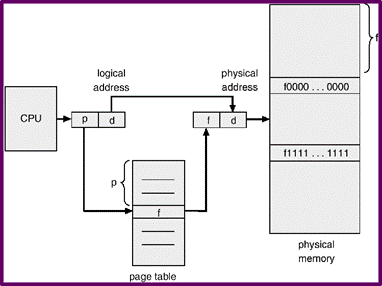 logical
address
physical
address
f
CPU
p d
f d
f0000 ... 0000
f1111 ... 1111
p
f
page table
physical
memory